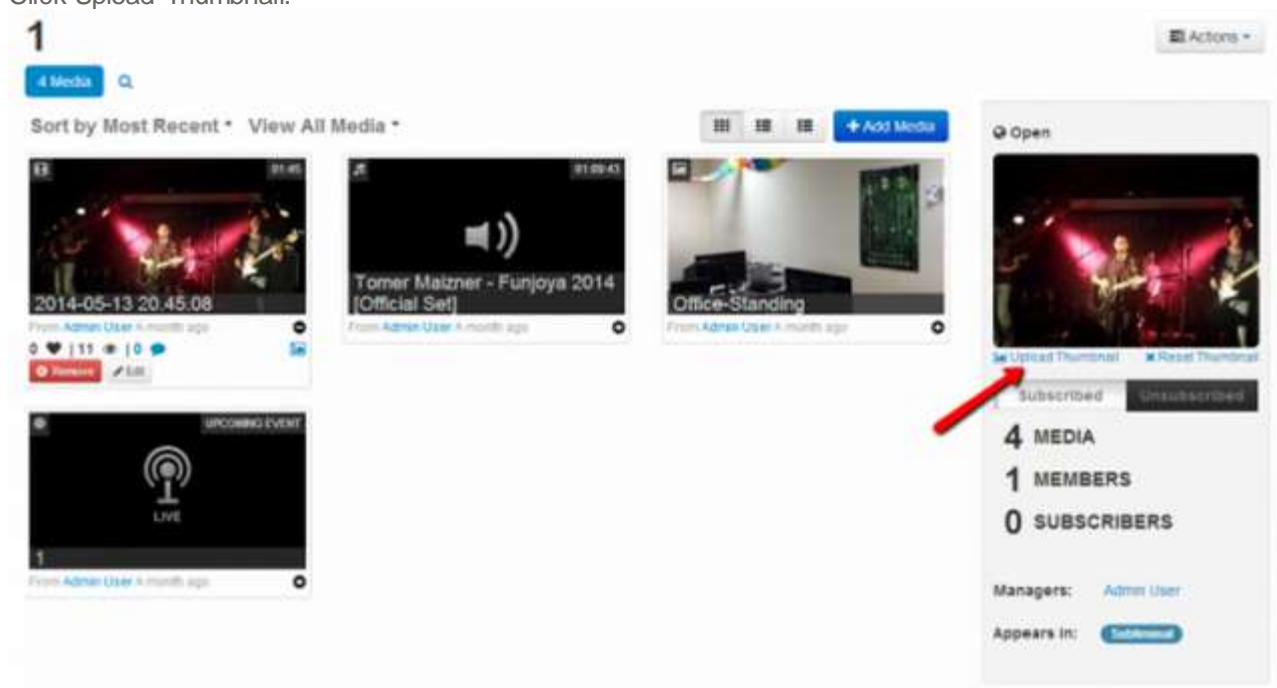 Click Upload Thumbnail.
1
Actions
4 Media
Sort by Most Recent View All Media
+ Add Media
Open
01:45
01:09:43
2014-05-13 20.45.08
Tomer Maizner - Funjoya 2014
[Official Set]
Office-Standing
From Admin User A month ago
From Admin User A month ago
From Admin User A month ago
0 | 11 | 0
Remove Edit
Upload Thumbnail Reset Thumbnail
Subscribed Unsubscribed
UPCOMING EVENT
LIVE
1
From Admin User A month ago
4 MEDIA
1 MEMBERS
0 SUBSCRIBERS
Managers: Admin User
Appears in: